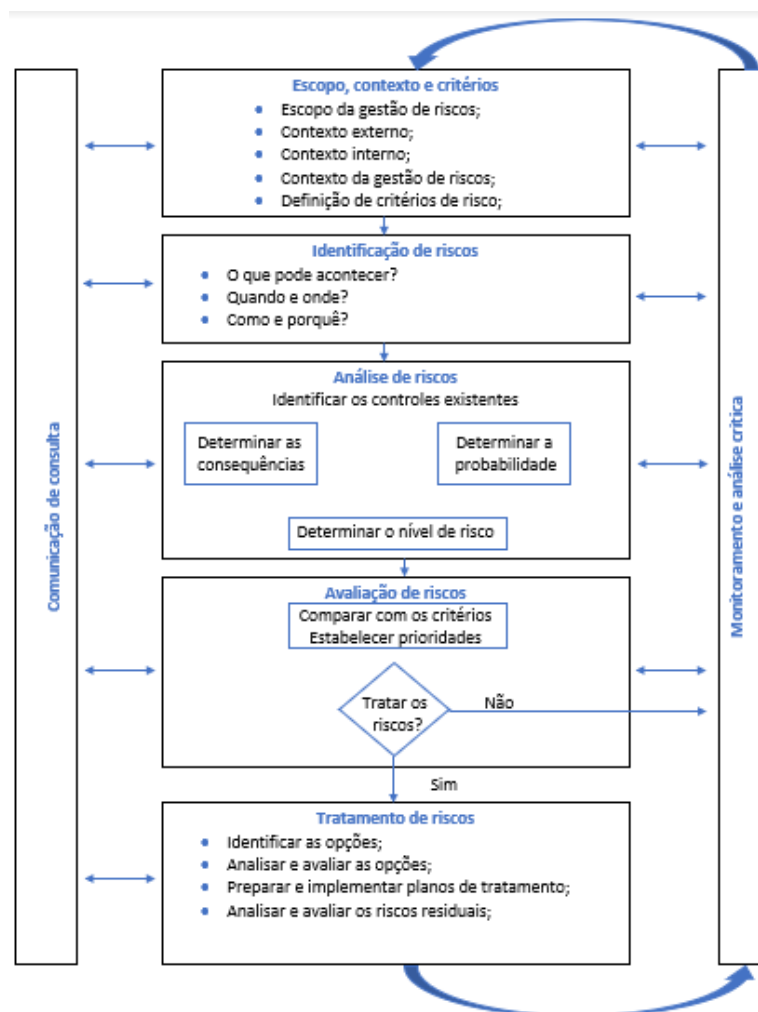 Comunicação de consulta
Escopo, contexto e critérios
• Escopo da gestão de riscos;
• Contexto externo;
• Contexto interno;
• Contexto da gestão de riscos;
• Definição de critérios de risco;
Identificação de riscos
• O que pode acontecer?
• Quando e onde?
• Como e porquê?
Análise de riscos
Identificar os controles existentes
Determinar as
consequências
Determinar a
probabilidade
Determinar o nível de risco
Avaliação de riscos
Comparar com os critérios
Estabelecer prioridades
Tratar os
riscos?
Não
Sim
Tratamento de riscos
• Identificar as opções;
• Analisar e avaliar as opções;
• Preparar e implementar planos de tratamento;
• Analisar e avaliar os riscos residuais;
Monitoramento e análise crítica